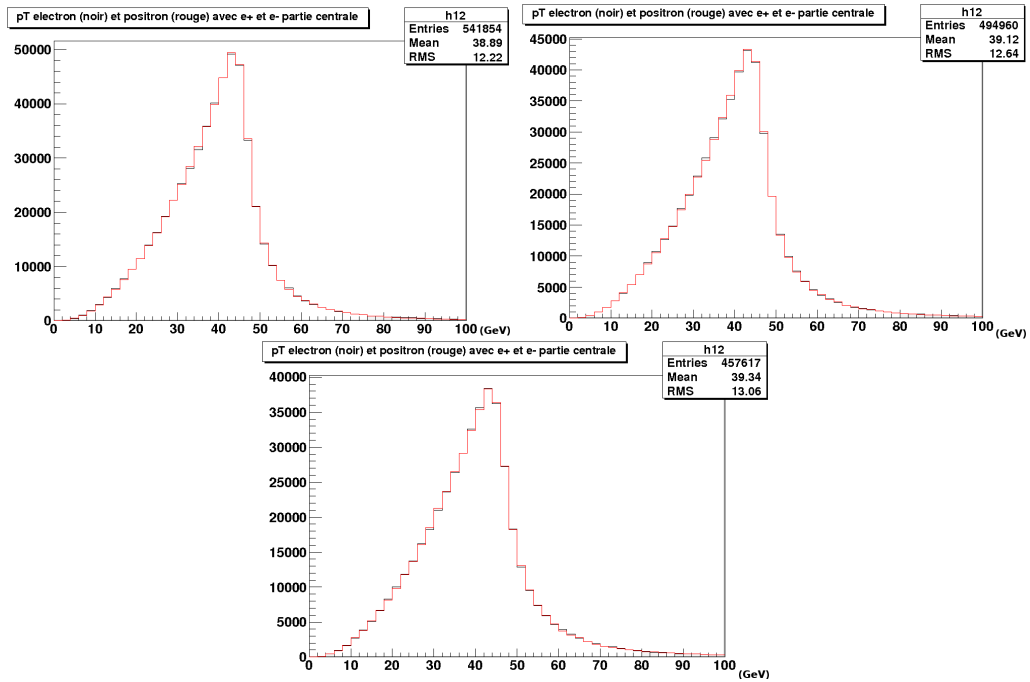 pT electron (noir) et positron (rouge) avec e+ et e- partie centrale
h12
Entries 541854
Mean 38.89
RMS 12.22
50000
40000
30000
20000
10000
0
0 10 20 30 40 50 60 70 80 90 100
(GeV)
pT electron (noir) et positron (rouge) avec e+ et e- partie centrale
h12
Entries 494960
Mean 39.12
RMS 12.64
45000
40000
35000
30000
25000
20000
15000
10000
5000
0
0 10 20 30 40 50 60 70 80 90 100
(GeV)
pT electron (noir) et positron (rouge) avec e+ et e- partie centrale
h12
Entries 457617
Mean 39.34
RMS 13.06
40000
35000
30000
25000
20000
15000
10000
5000
0
0 10 20 30 40 50 60 70 80 90 100
(GeV)